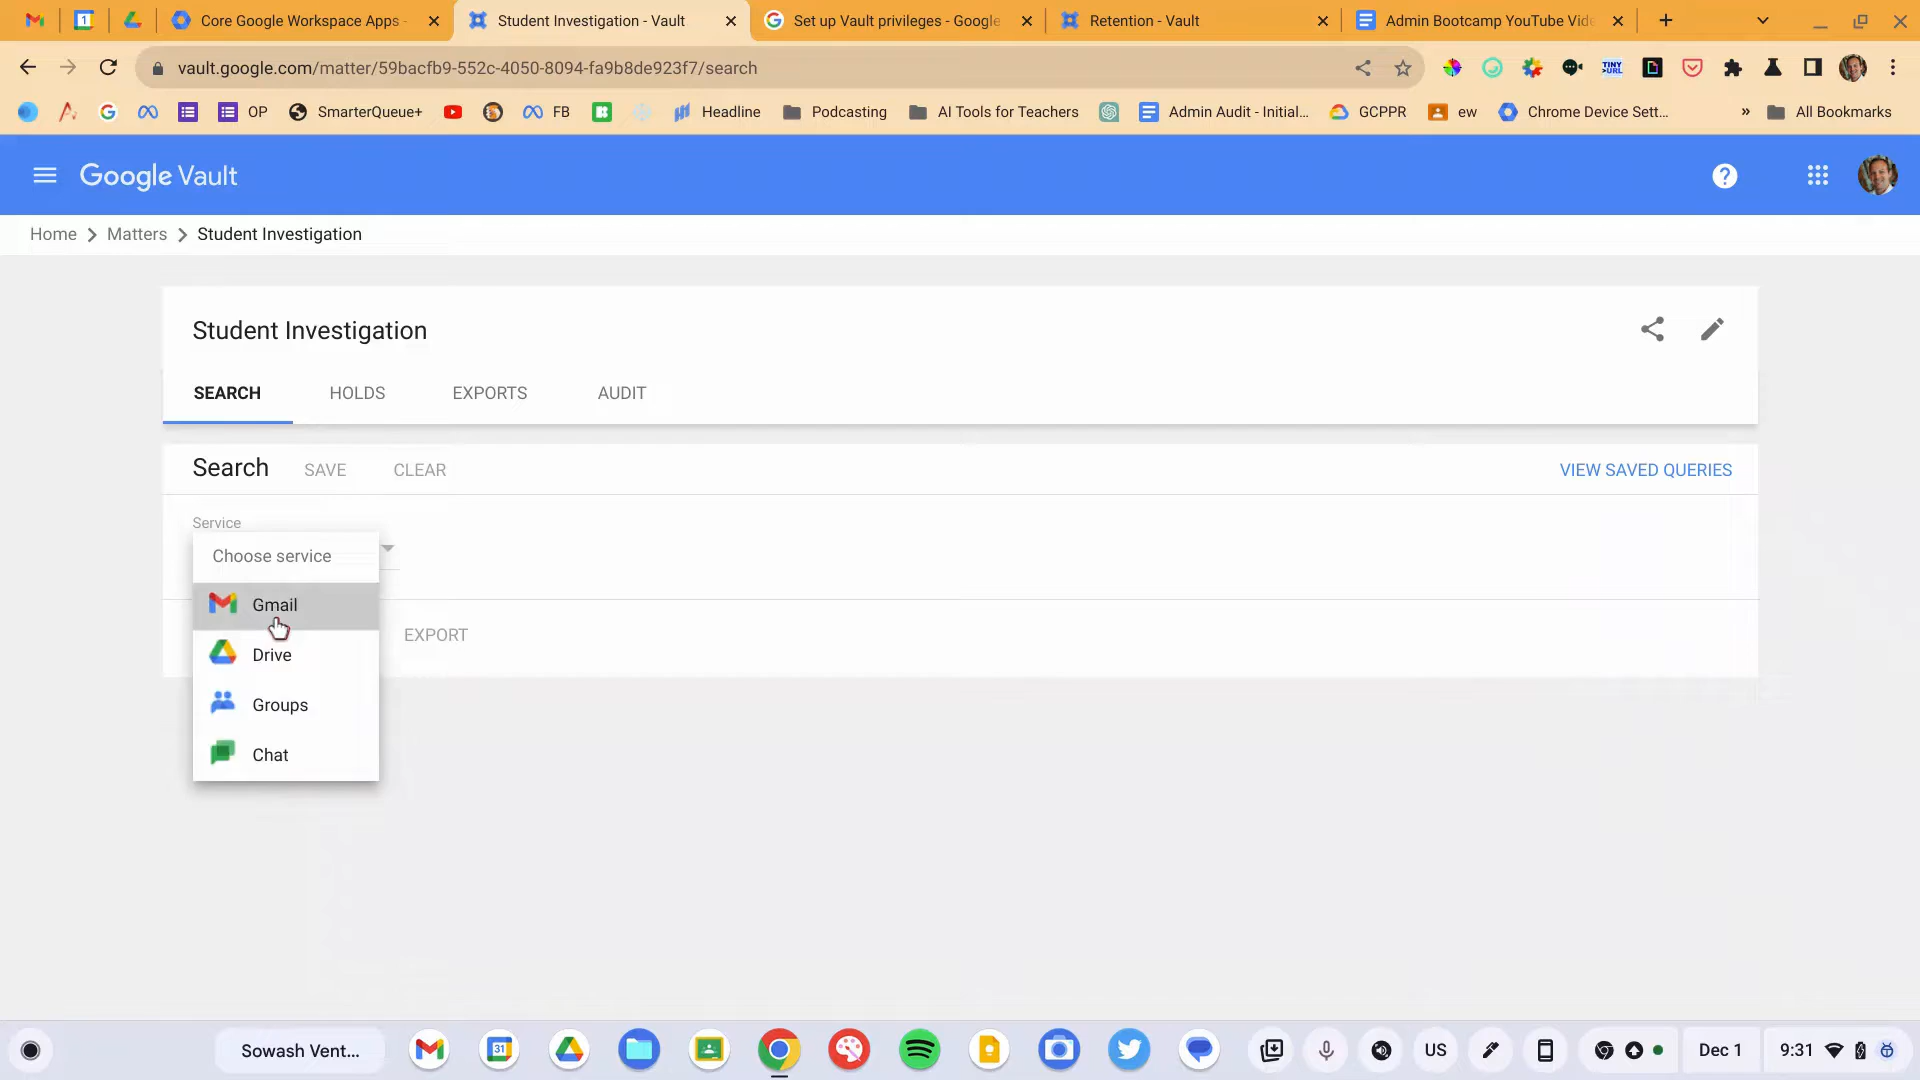 Core Google Workspace Apps -
Student Investigation - Vault
Set up Vault privileges - Google
Retention - Vault
Admin Bootcamp YouTube Vide
vault.google.com/matter/59bacfb9-552c-4050-8094-fa9b8de923f7/search
TINY
>URL
OP
SmarterQueue+
FB
Headline
Podcasting
AI Tools for Teachers
Admin Audit - Initial...
GCPPR
ew
Chrome Device Sett...
»
All Bookmarks
Google Vault
Home
Matters
Student Investigation
Student Investigation
SEARCH
HOLDS
EXPORTS
AUDIT
Search
SAVE
CLEAR
VIEW SAVED QUERIES
Service
Choose service
Gmail
Drive
Groups
Chat
EXPORT
Sowash Vent...
31
US
Dec 1
9:31